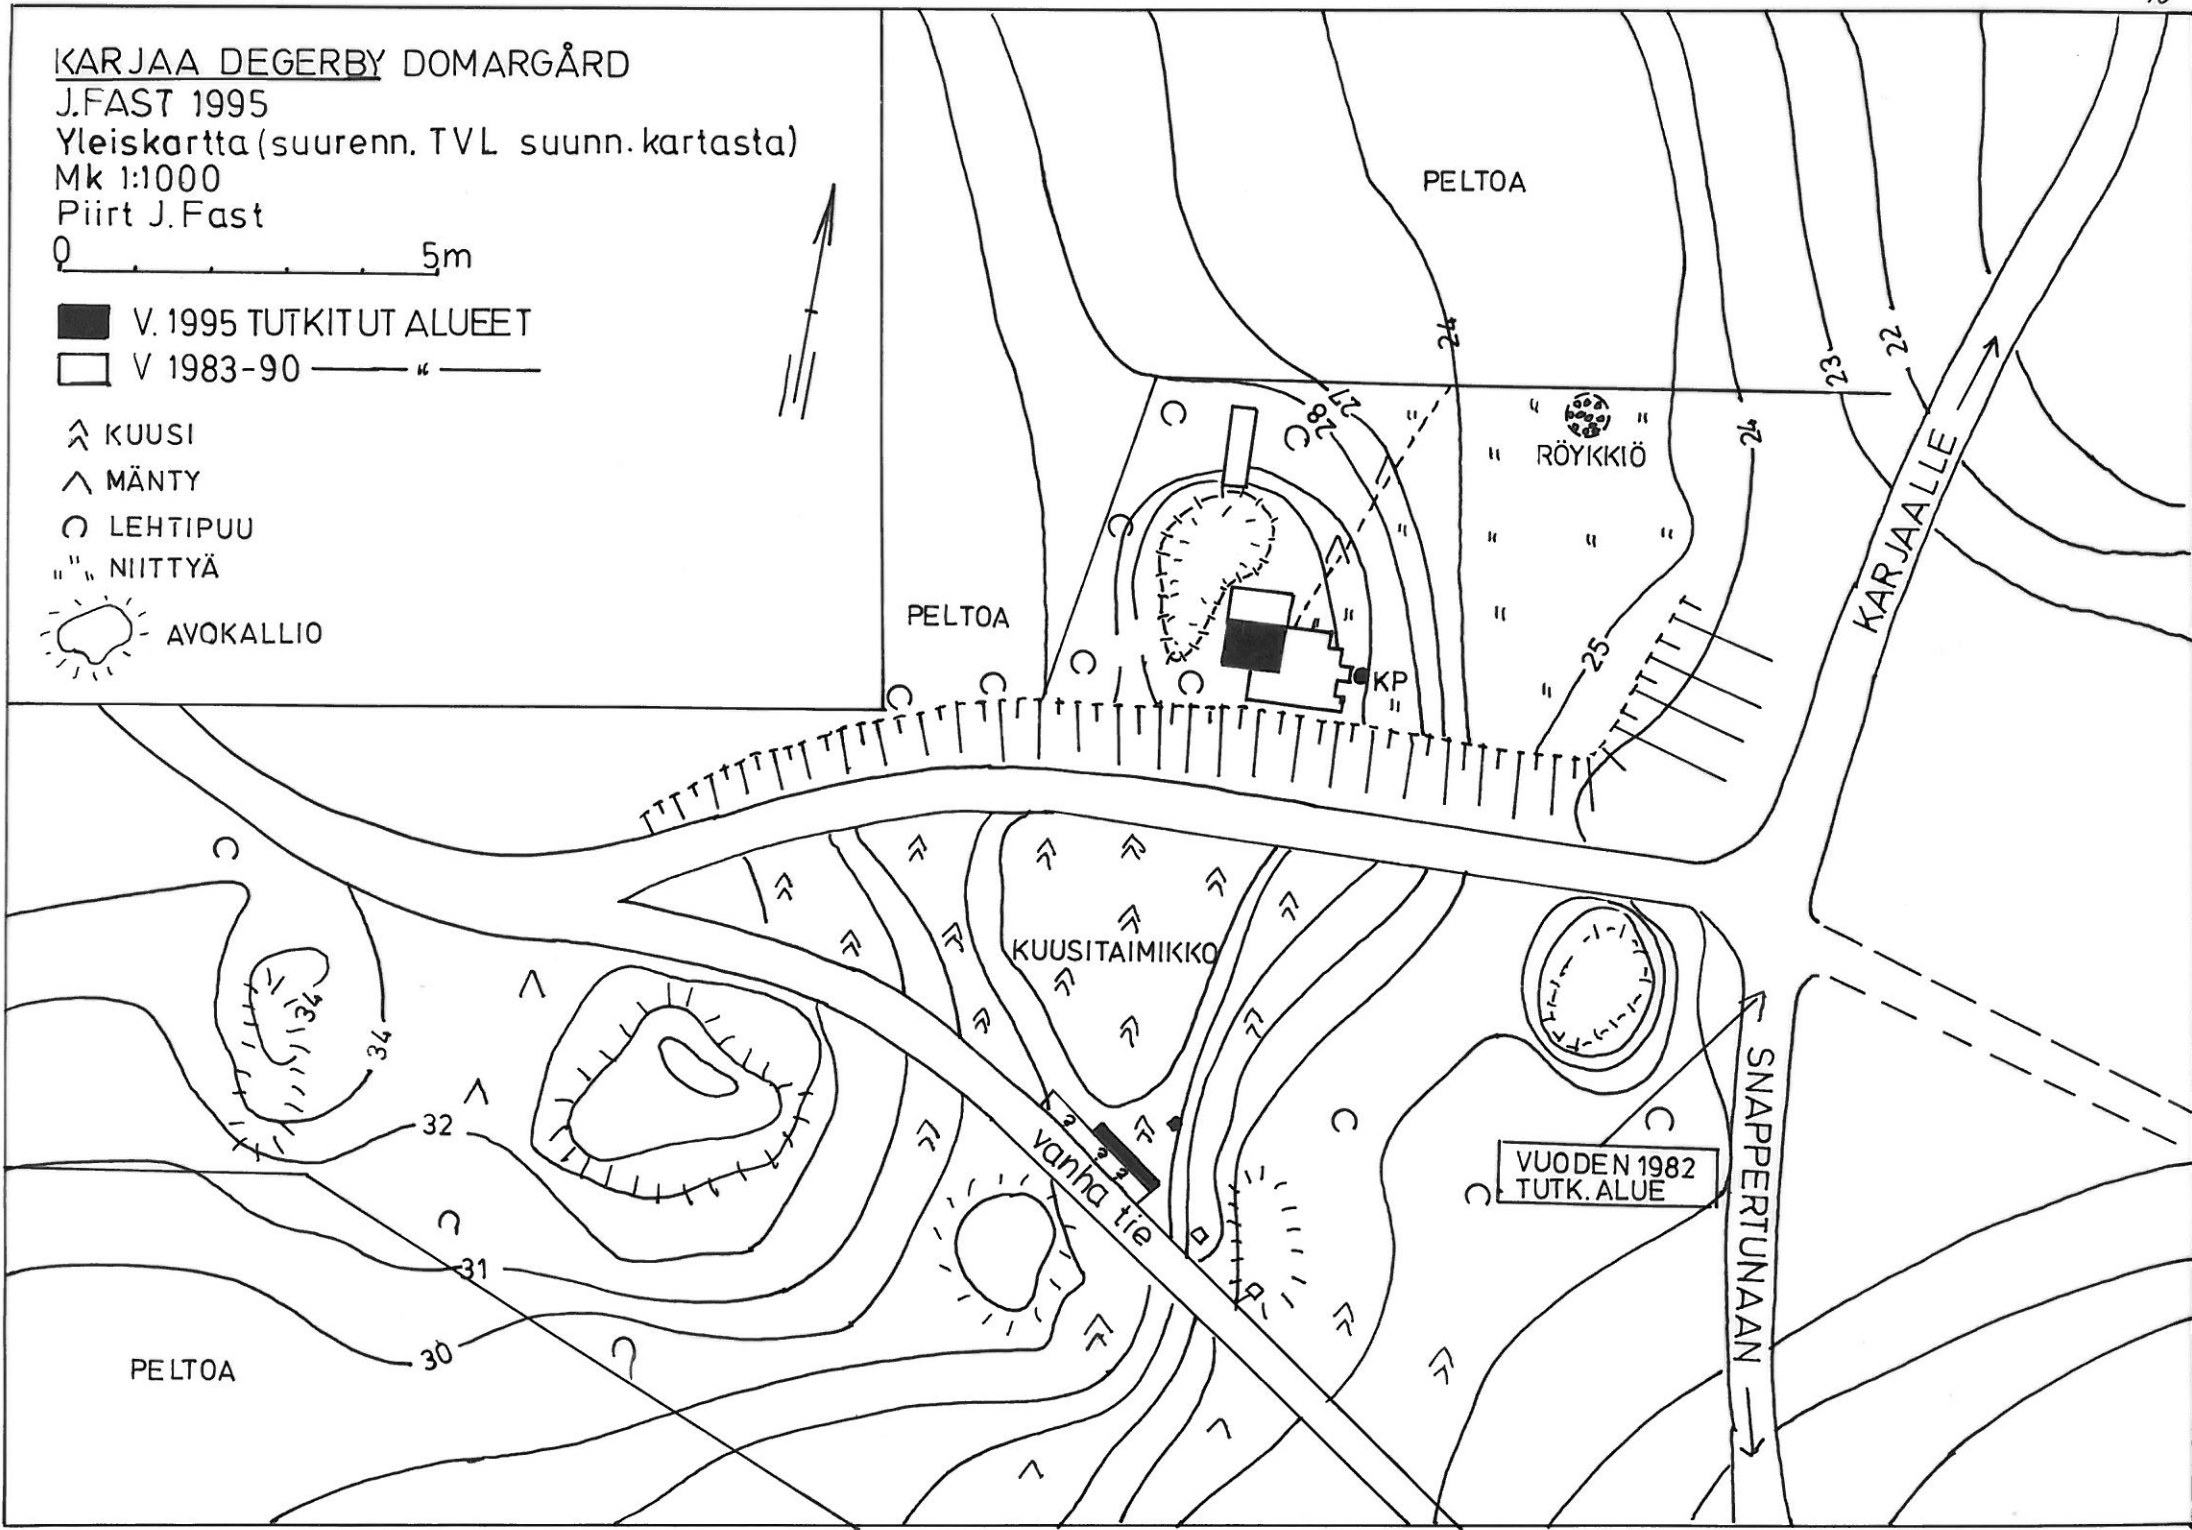 KARJAA DEGERBY DOMARGÅRD
J.FAST 1995
Yleiskartta (suurenn. TVL suunn. kartasta)
Mk 1:1000
Piirt J. Fast
0 5m
V. 1995 TUTKITUT ALUEET
V 1983-90 —— " ——
KUUSI
MÄNTY
LEHTIPUU
NIITTYÄ
AVOKALLIO
PELTOA
24
23
22
27
28
24
RÖYKKIÖ
KARJAALLE
PELTOA
25
KP
KUUSITAIMIKKO
34
34
32
vanha tie
? ? ?
VUODEN 1982
TUTK. ALUE
SNAPPERTUNAAN
31
30
PELTOA